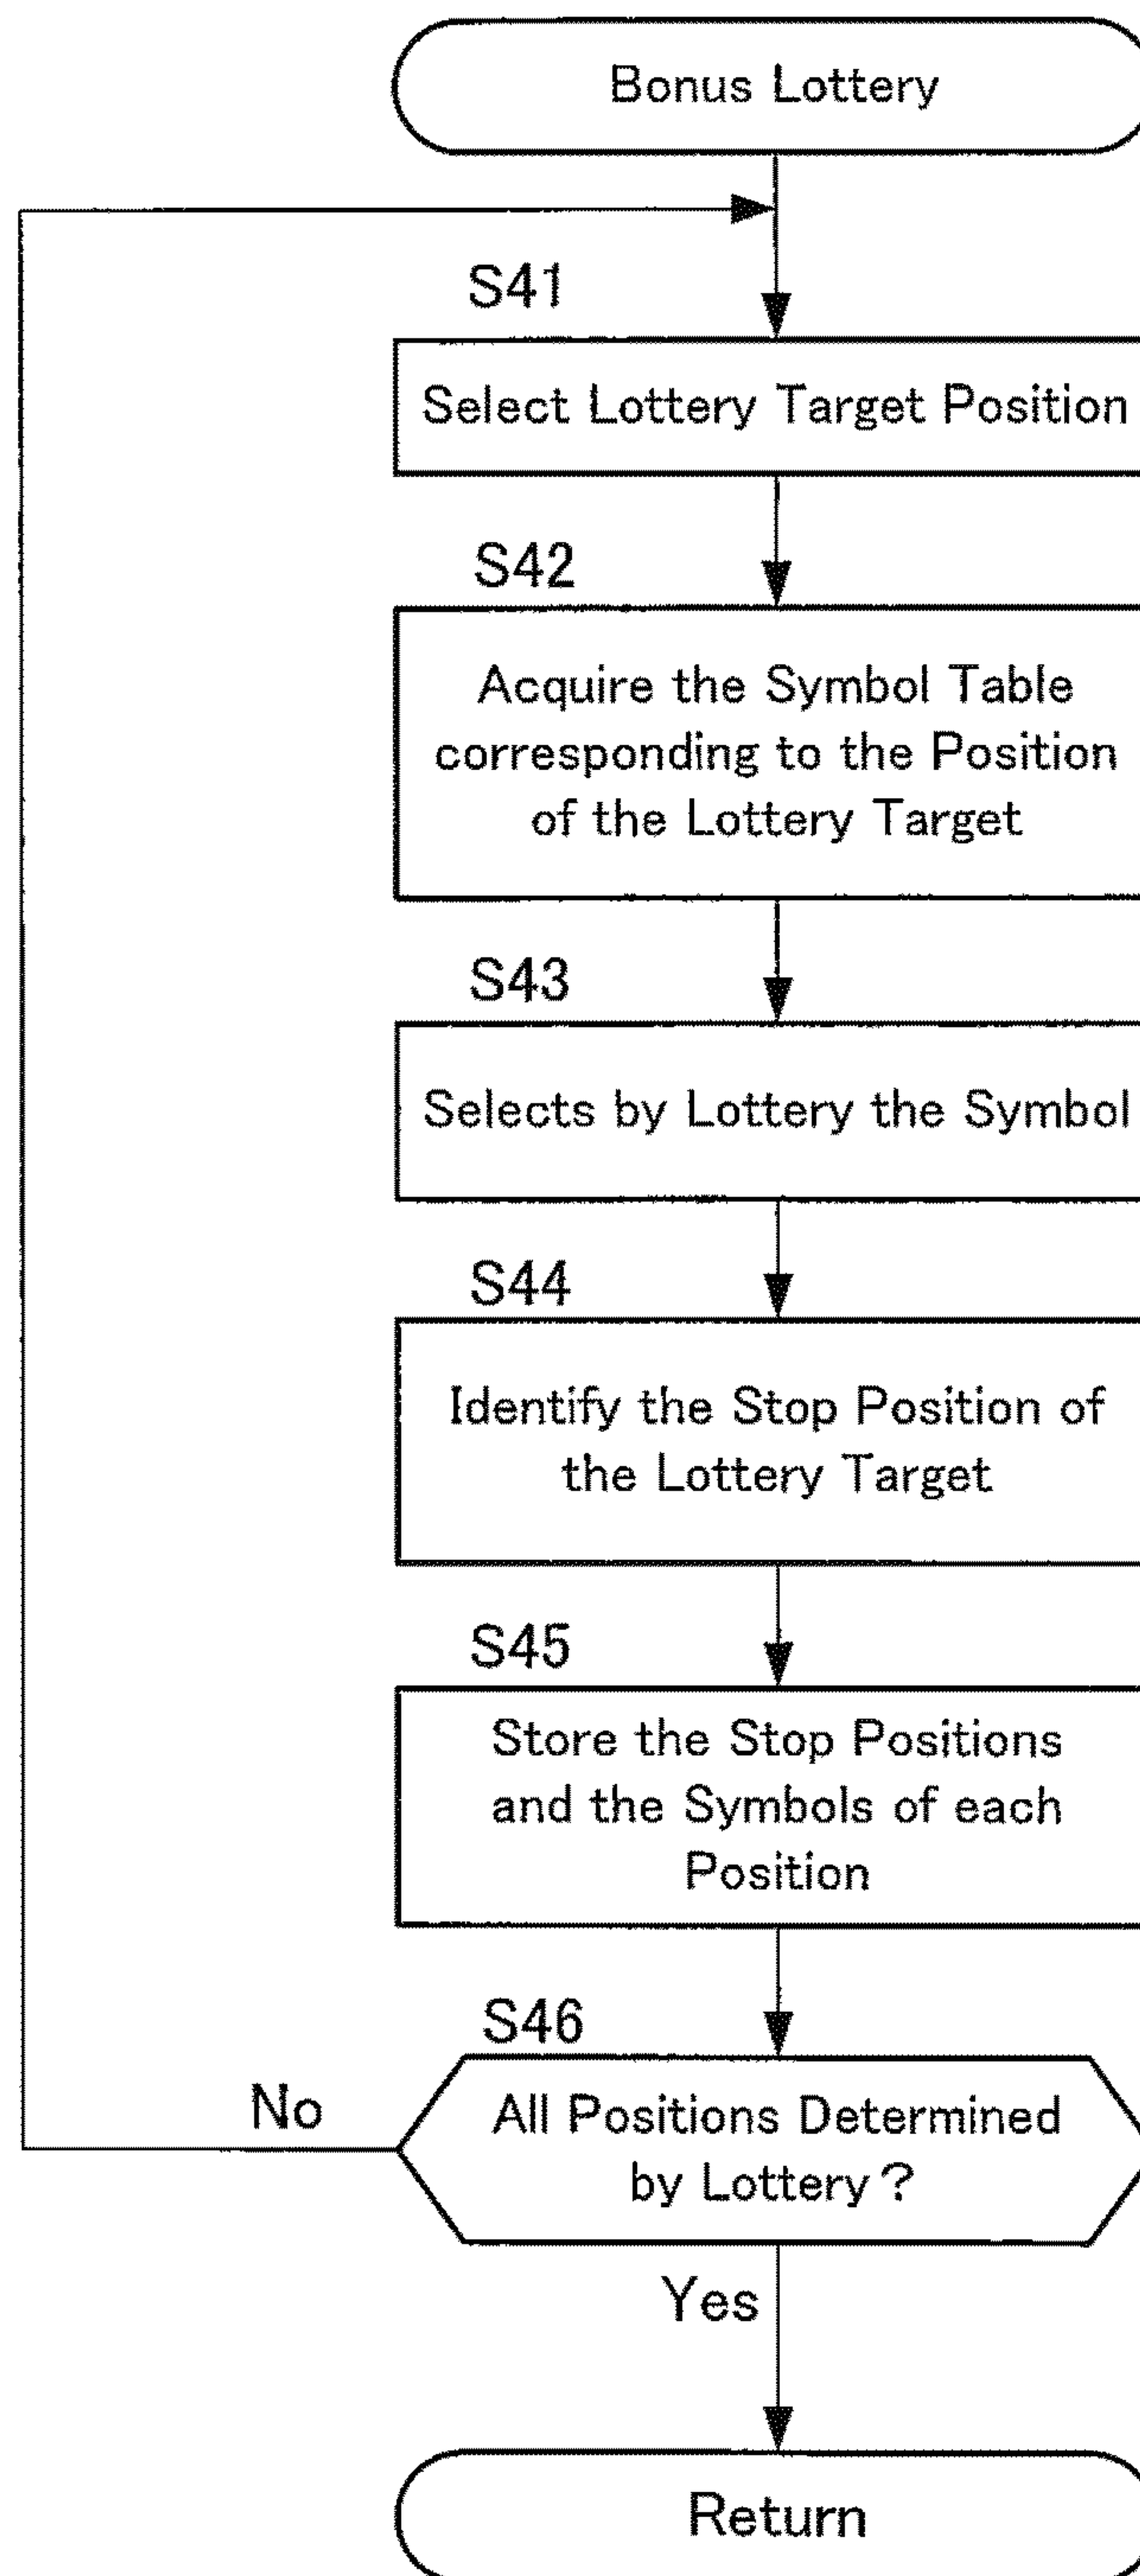 Bonus Lottery
S41
Select Lottery Target Position
S42
Acquire the Symbol Table
corresponding to the Position
of the Lottery Target
S43
Selects by Lottery the Symbol
S44
Identify the Stop Position of
the Lottery Target
S45
Store the Stop Positions
and the Symbols of each
Position
S46
No
All Positions Determined
by Lottery?
Yes
Return